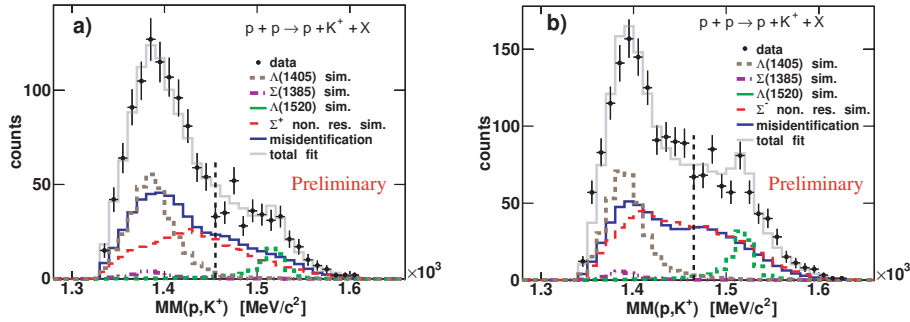 a)
p + p → p + K⁺ + X
data
Λ(1405) sim.
Σ(1385) sim.
Λ(1520) sim.
Σ⁺ non. res. sim.
misidentification
total fit
Preliminary
counts
100
50
0
1.3
1.4
1.5
1.6
×10³
MM(p,K⁺) [MeV/c²]
b)
p + p → p + K⁺ + X
data
Λ(1405) sim.
Σ(1385) sim.
Λ(1520) sim.
Σ⁻ non. res. sim.
misidentification
total fit
Preliminary
counts
150
100
50
0
1.3
1.4
1.5
1.6
×10³
MM(p,K⁺) [MeV/c²]